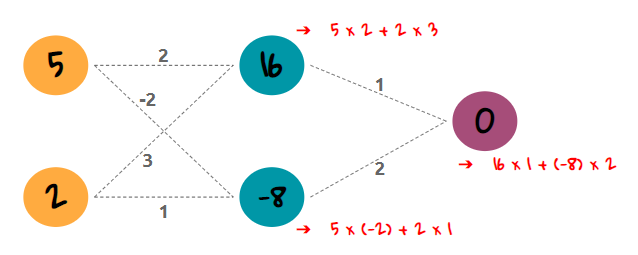 → 5 x 2 + 2 x 3
5 2 16
-2 1
0
→ 16 x 1 + (-8) x 2
3 2
2 1 -8
→ 5 x (-2) + 2 x 1